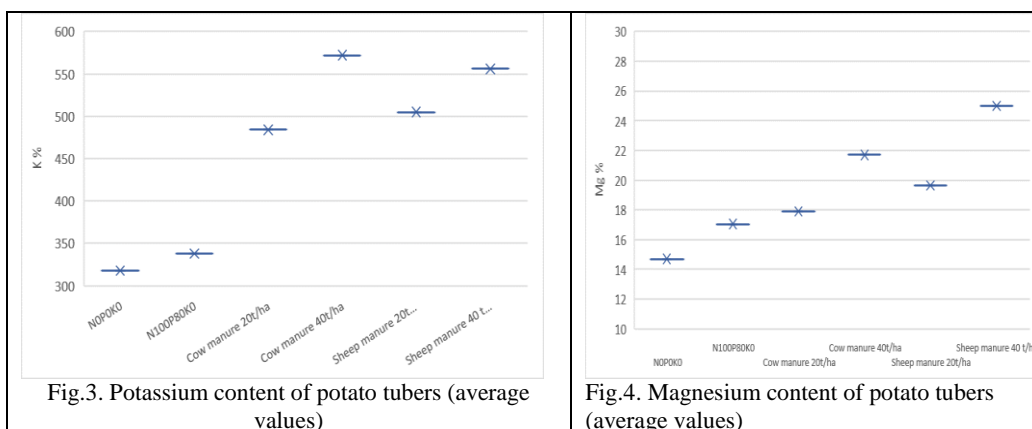 600
550
500
450
400
350
300
K %
N0P0K0
N100P80K0
Cow manure 20t/ha
Cow manure 40t/ha
Sheep manure 20t...
Sheep manure 40 t...
Fig.3. Potassium content of potato tubers (average
values)
30
28
26
24
22
20
18
16
14
12
10
Mg %
N0P0K0
N100P80K0
Cow manure 20t/ha
Cow manure 40t/ha
Sheep manure 20t/ha
Sheep manure 40 t/h
Fig.4. Magnesium content of potato tubers
(average values)